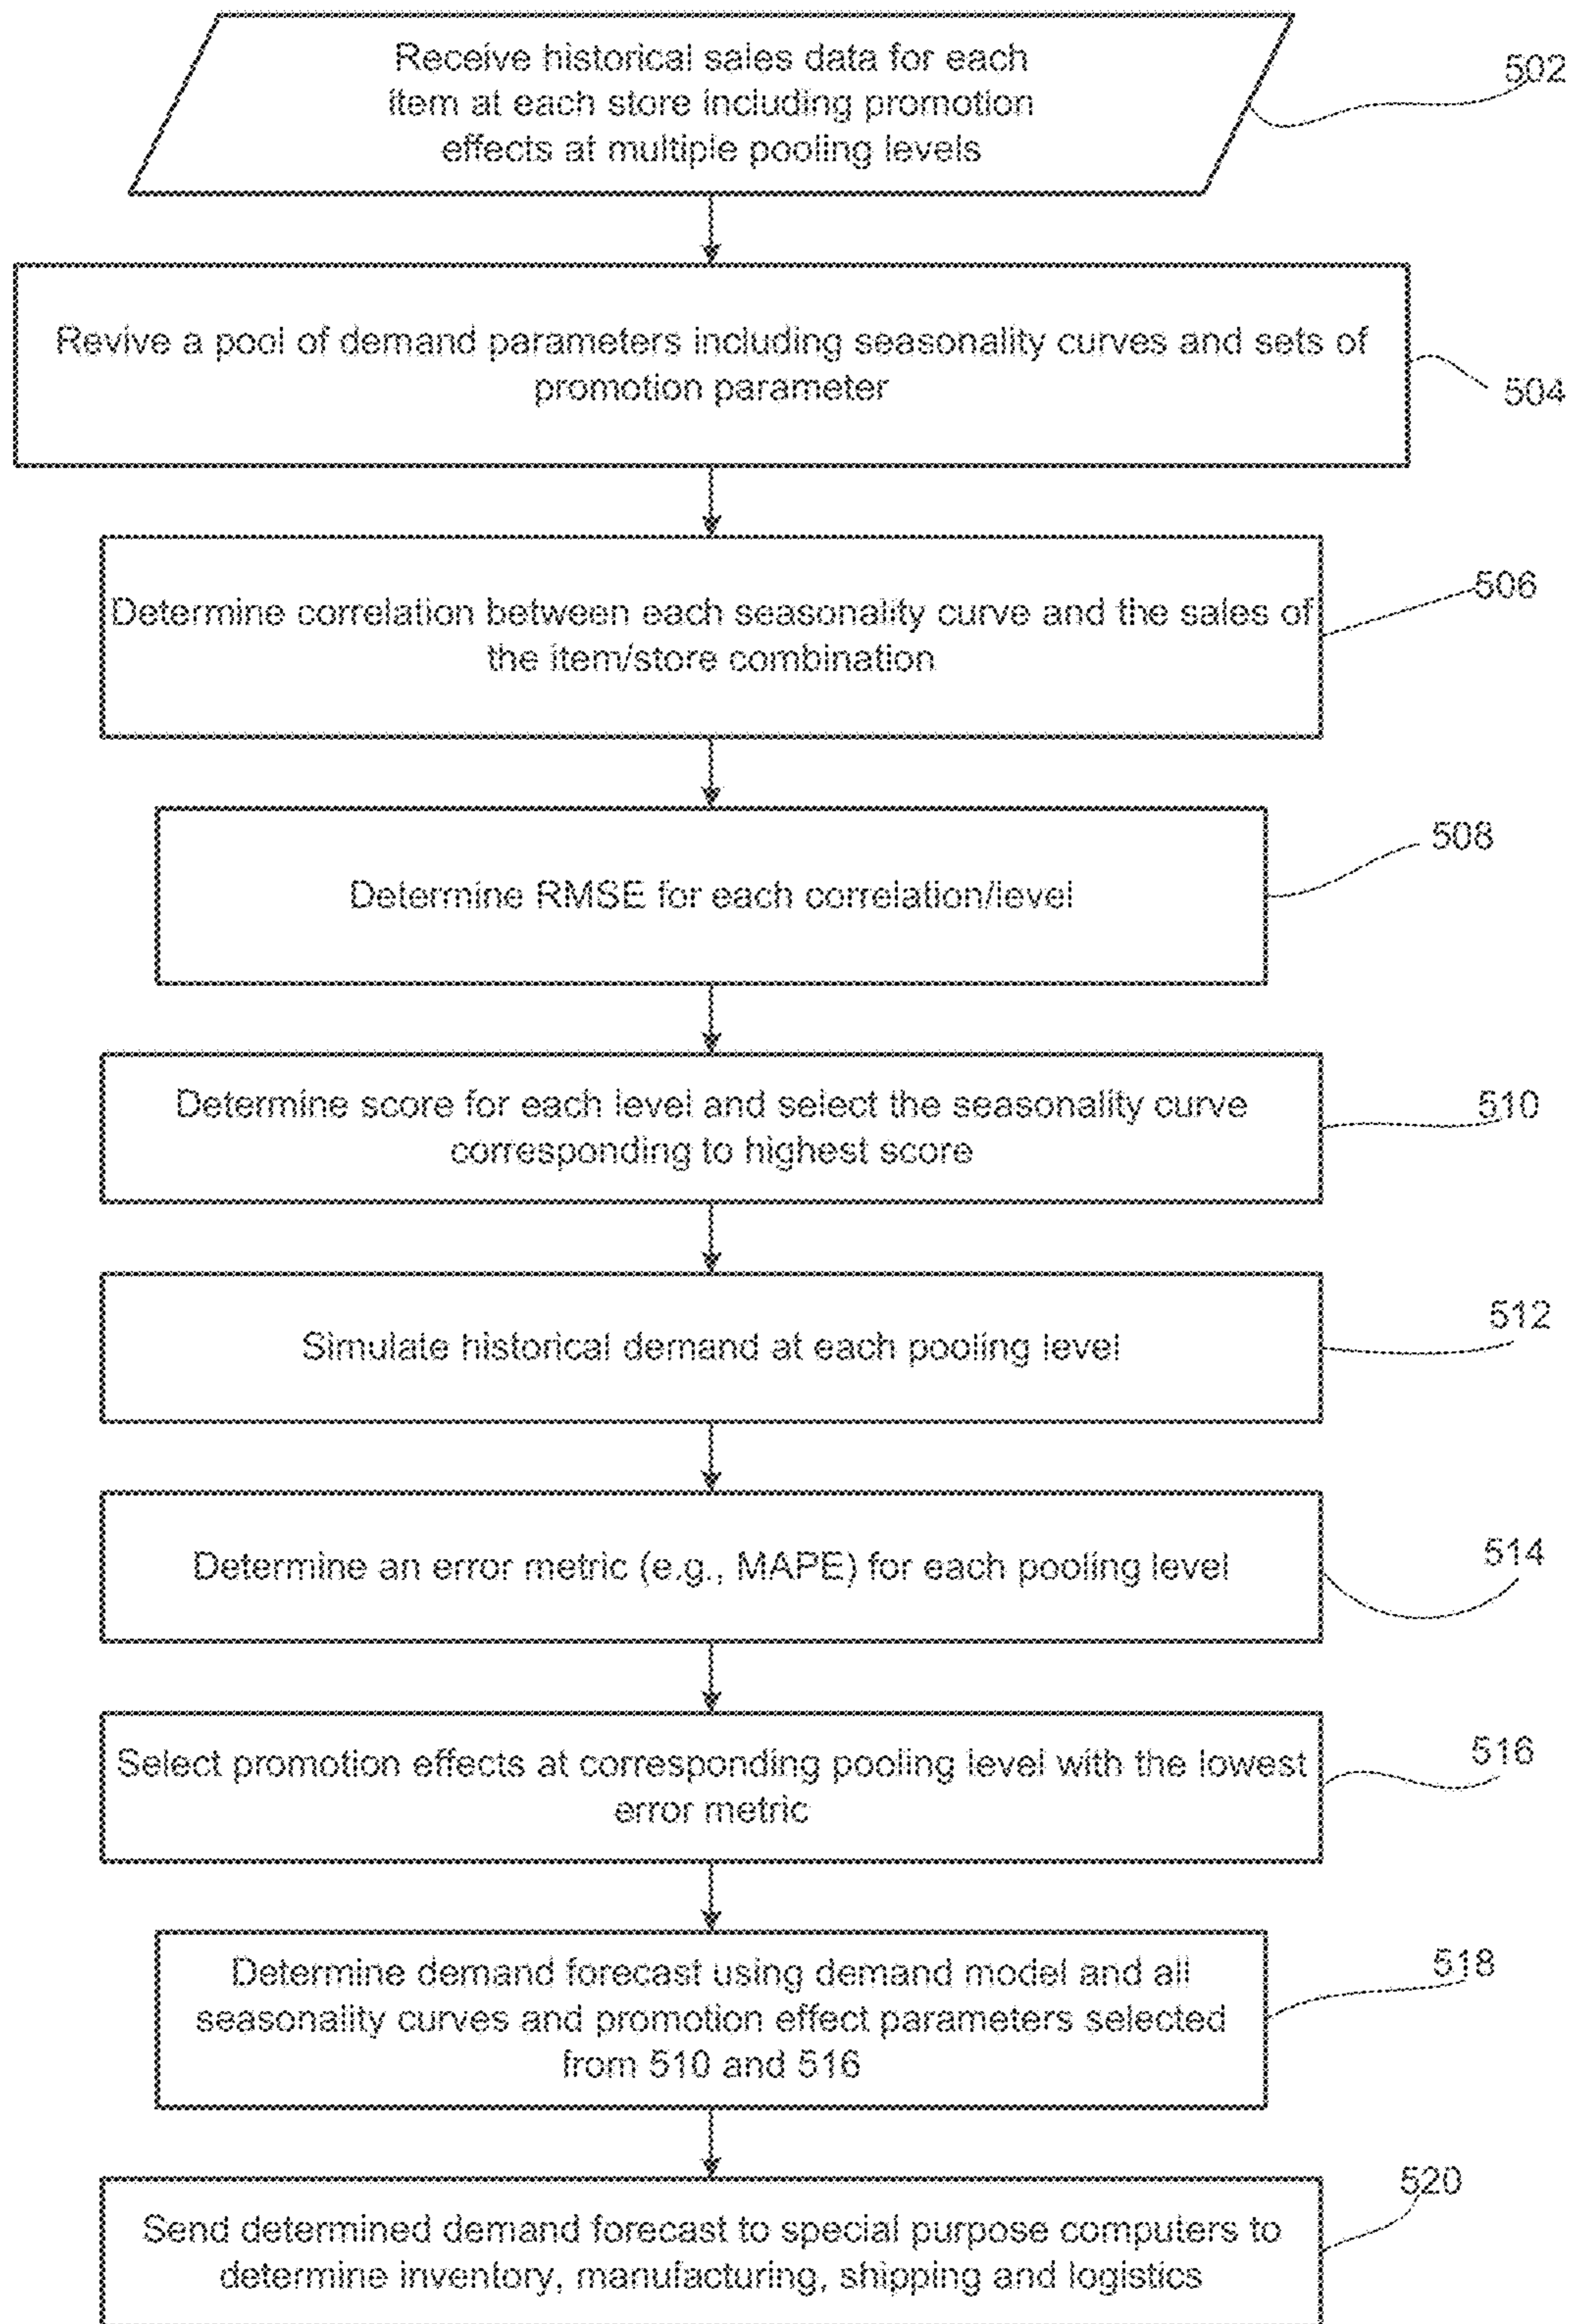 Receive historical sales data for each
item at each store including promotion
effects at multiple pooling levels
502
Revive a pool of demand parameters including seasonality curves and sets of
promotion parameter
504
Determine correlation between each seasonality curve and the sales of
the item/store combination
506
Determine RMSE for each correlation/level
508
Determine score for each level and select the seasonality curve
corresponding to highest score
510
Simulate historical demand at each pooling level
512
Determine an error metric (e.g., MAPE) for each pooling level
514
Select promotion effects at corresponding pooling level with the lowest
error metric
516
Determine demand forecast using demand model and all
seasonality curves and promotion effect parameters selected
from 510 and 516
518
Send determined demand forecast to special purpose computers to
determine inventory, manufacturing, shipping and logistics
520